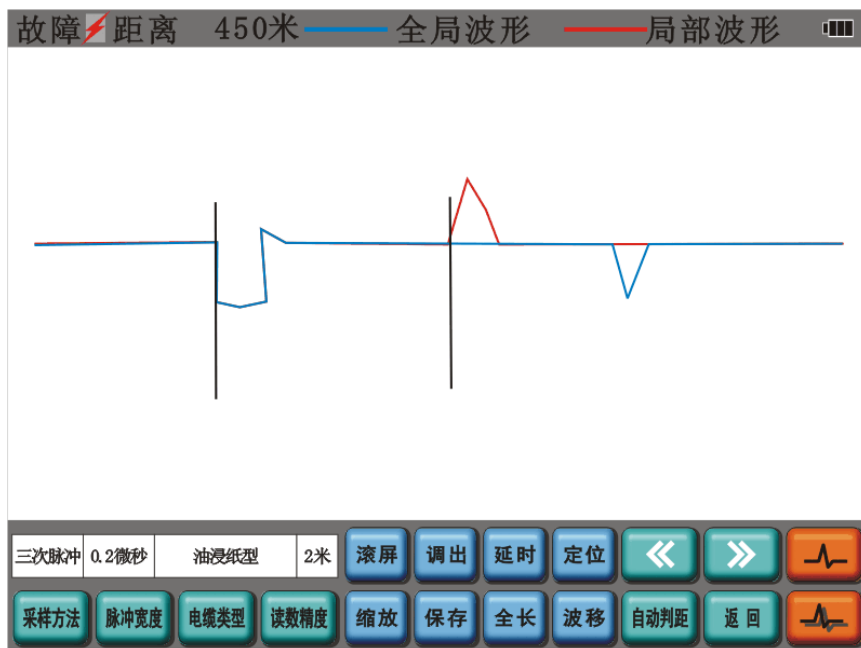 故障距离 450米 全局波形 局部波形
三次脉冲 0.2微秒 油浸纸型 2米 滚屏 调出 延时 定位
采样方法 脉冲宽度 电缆类型 读数精度 缩放 保存 全长 波移 自动判距 返回